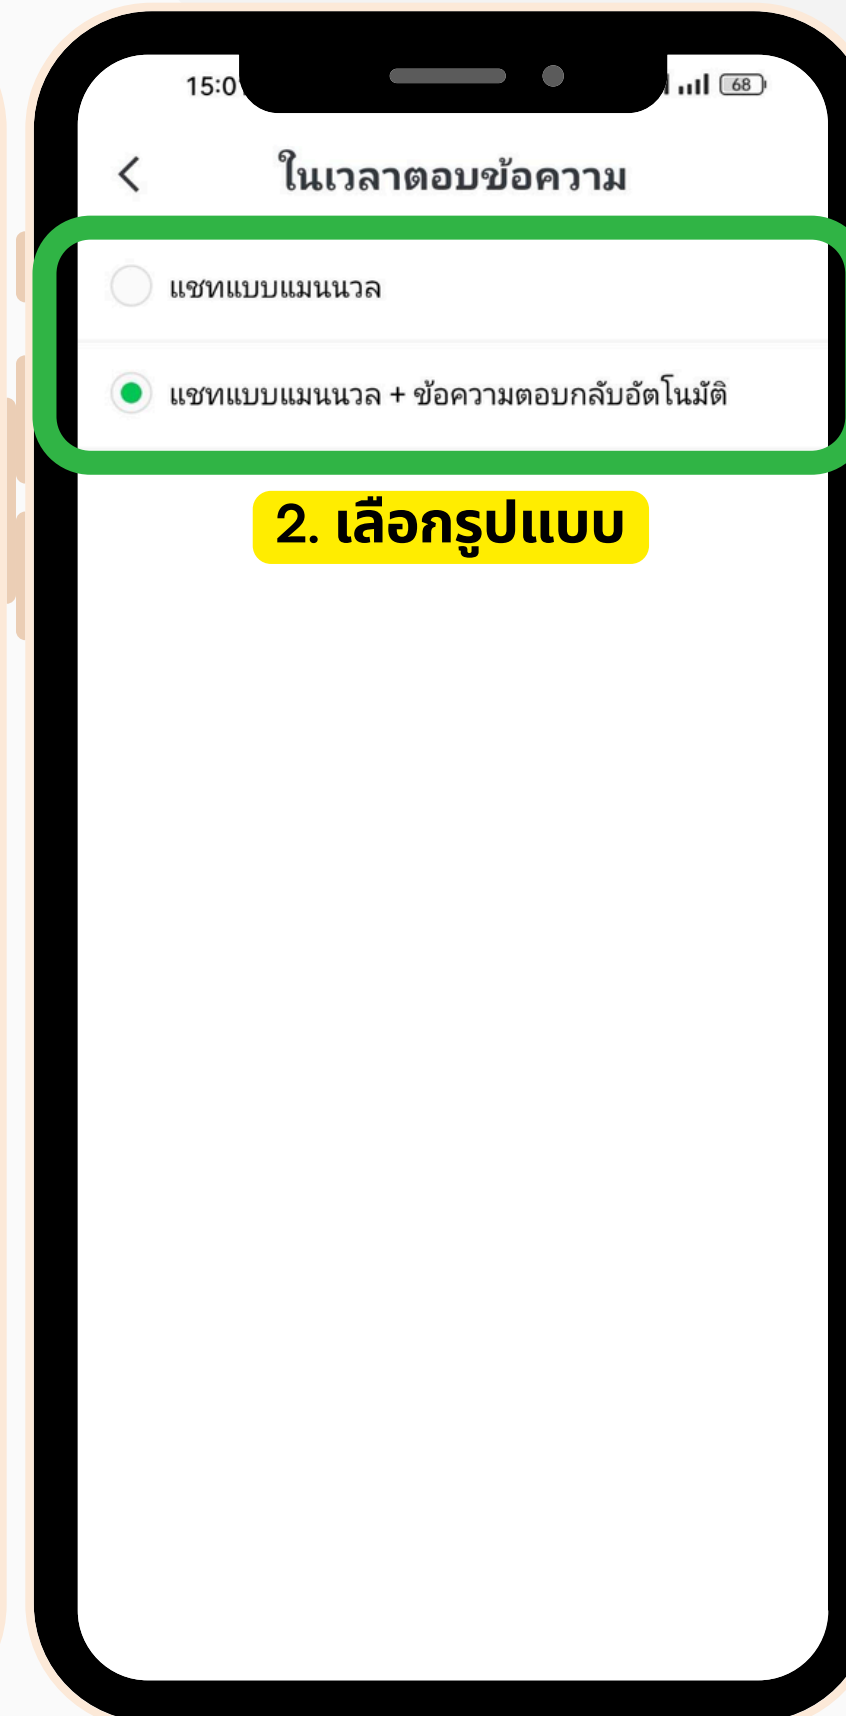 15:0
68
ในเวลาตอบข้อความ
แชทแบบแมนนวล
แชทแบบแมนนวล + ข้อความตอบกลับอัตโนมัติ
2. เลือกรูปแบบ